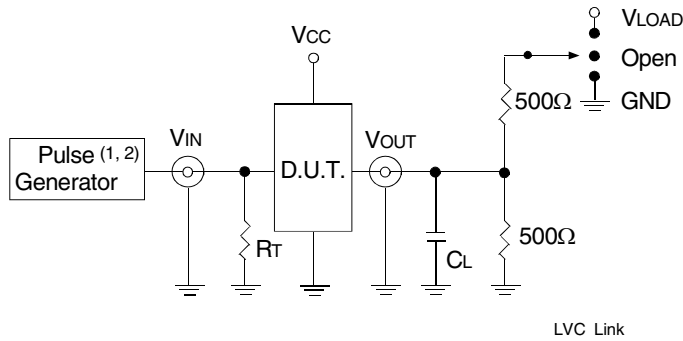 VLOAD
VCC
Open
500Ω
GND
VIN
VOUT
Pulse (1, 2)
Generator
D.U.T.
RT
CL
500Ω
LVC Link